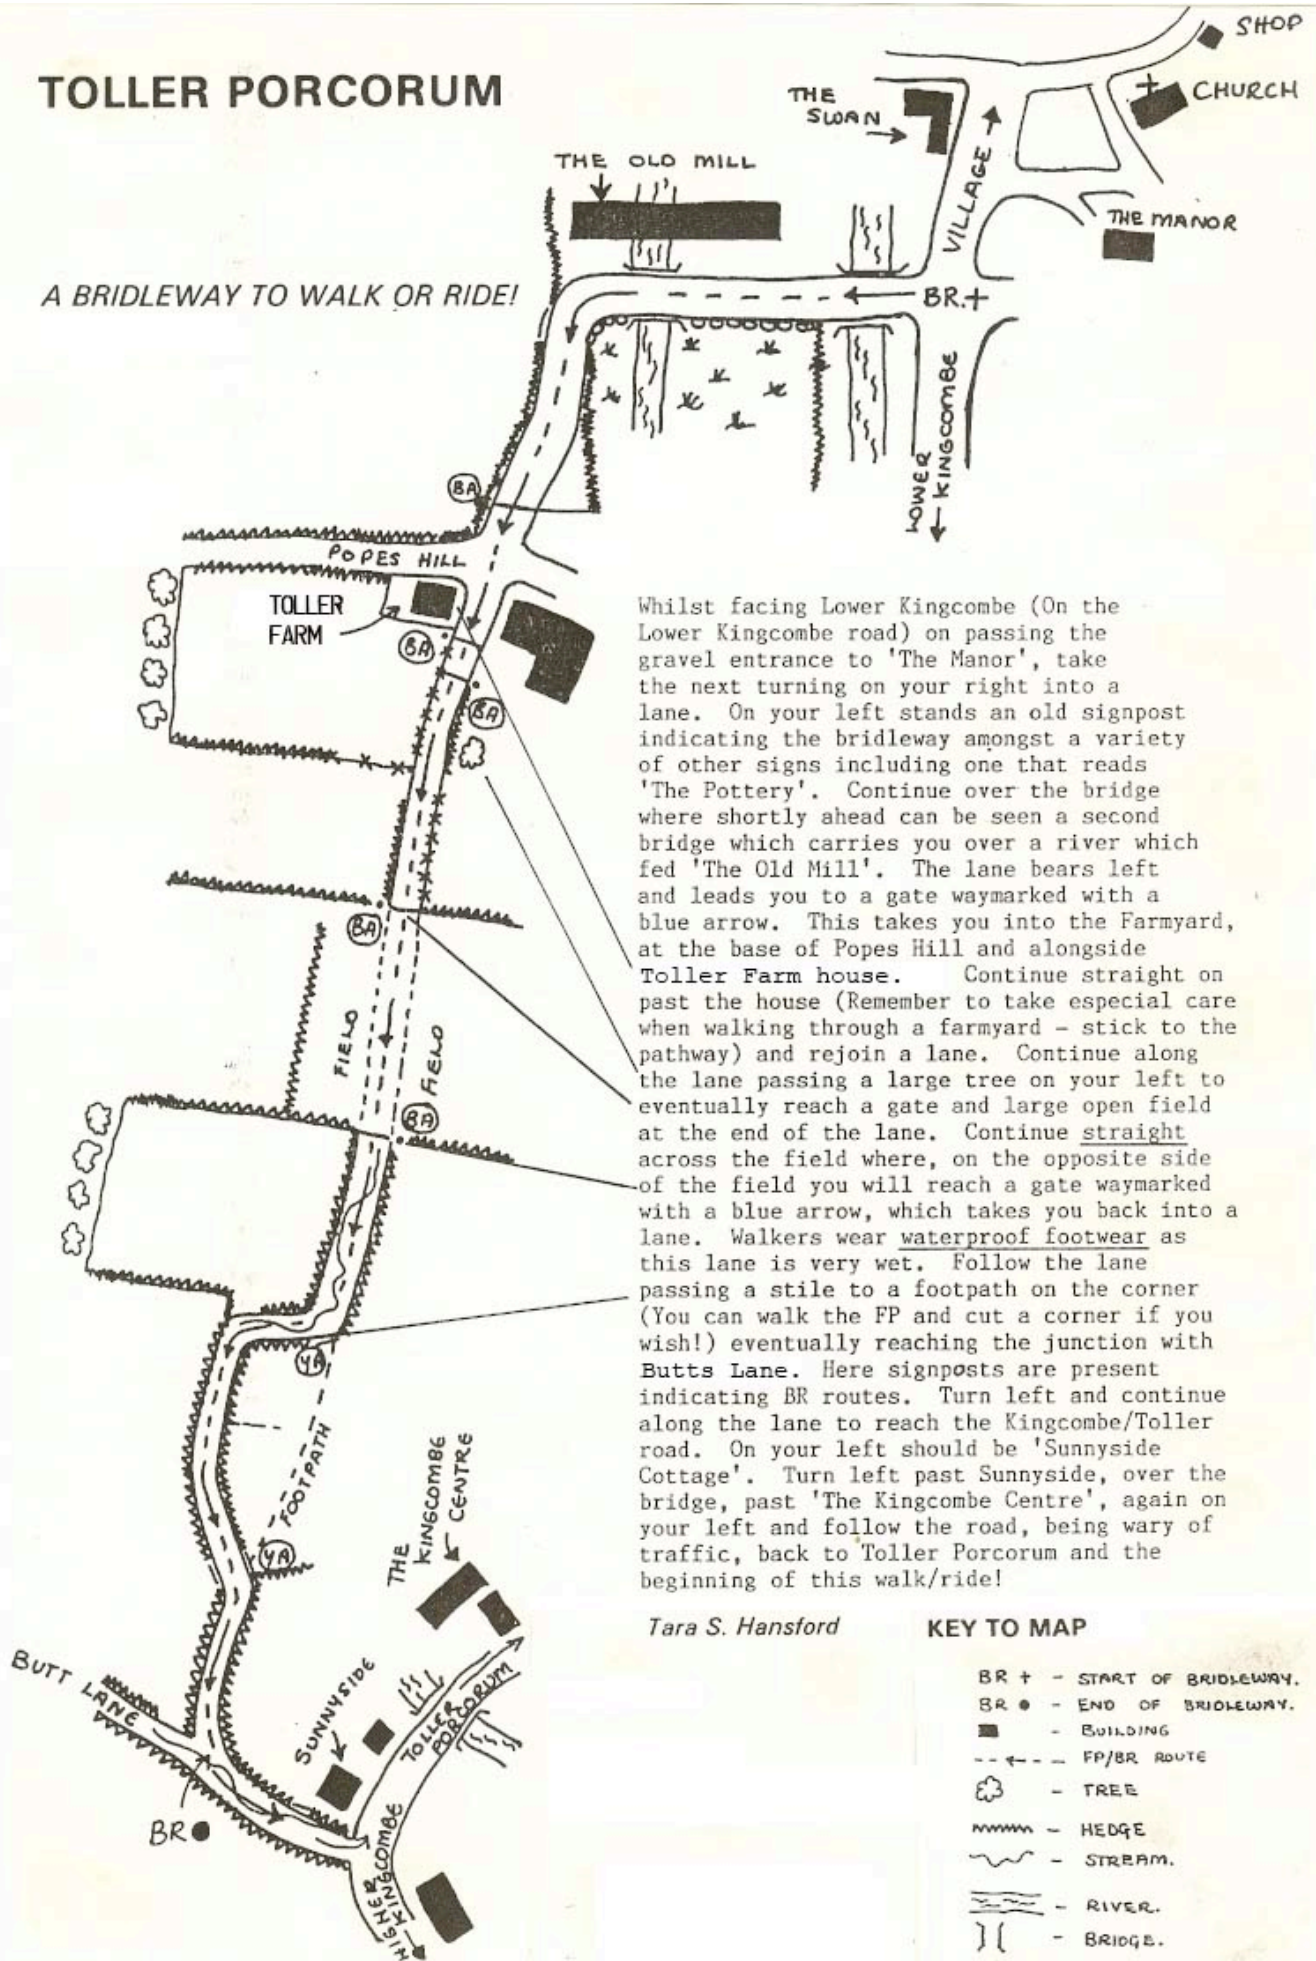 TOLLER PORCORUM
SHOP
CHURCH
THE
SWAN
THE OLD MILL
VILLAGE
THE MANOR
A BRIDLEWAY TO WALK OR RIDE!
BR.+
LOWER
KINGCOMBE
BA
POPES HILL
TOLLER
FARM
BA
BA
BA
FIELD
FIELD
BA
YA
FOOTPATH
YA
THE
KINGCOMBE
CENTRE
BUTT LANE
SUNNYSIDE
TOLLER
PORCORUM
BR ●
HIGHER
KINGCOMBE
Whilst facing Lower Kingcombe (On the
Lower Kingcombe road) on passing the
gravel entrance to 'The Manor', take
the next turning on your right into a
lane. On your left stands an old signpost
indicating the bridleway amongst a variety
of other signs including one that reads
'The Pottery'. Continue over the bridge
where shortly ahead can be seen a second
bridge which carries you over a river which
fed 'The Old Mill'. The lane bears left
and leads you to a gate waymarked with a
blue arrow. This takes you into the Farmyard,
at the base of Popes Hill and alongside
Toller Farm house. Continue straight on
past the house (Remember to take especial care
when walking through a farmyard - stick to the
pathway) and rejoin a lane. Continue along
the lane passing a large tree on your left to
eventually reach a gate and large open field
at the end of the lane. Continue straight
across the field where, on the opposite side
of the field you will reach a gate waymarked
with a blue arrow, which takes you back into a
lane. Walkers wear waterproof footwear as
this lane is very wet. Follow the lane
passing a stile to a footpath on the corner
(You can walk the FP and cut a corner if you
wish!) eventually reaching the junction with
Butts Lane. Here signposts are present
indicating BR routes. Turn left and continue
along the lane to reach the Kingcombe/Toller
road. On your left should be 'Sunnyside
Cottage'. Turn left past Sunnyside, over the
bridge, past 'The Kingcombe Centre', again on
your left and follow the road, being wary of
traffic, back to Toller Porcorum and the
beginning of this walk/ride!
Tara S. Hansford
KEY TO MAP
BR + - START OF BRIDLEWAY.
BR ● - END OF BRIDLEWAY.
- BUILDING
- FP/BR ROUTE
- TREE
- HEDGE
- STREAM.
- RIVER.
- BRIDGE.